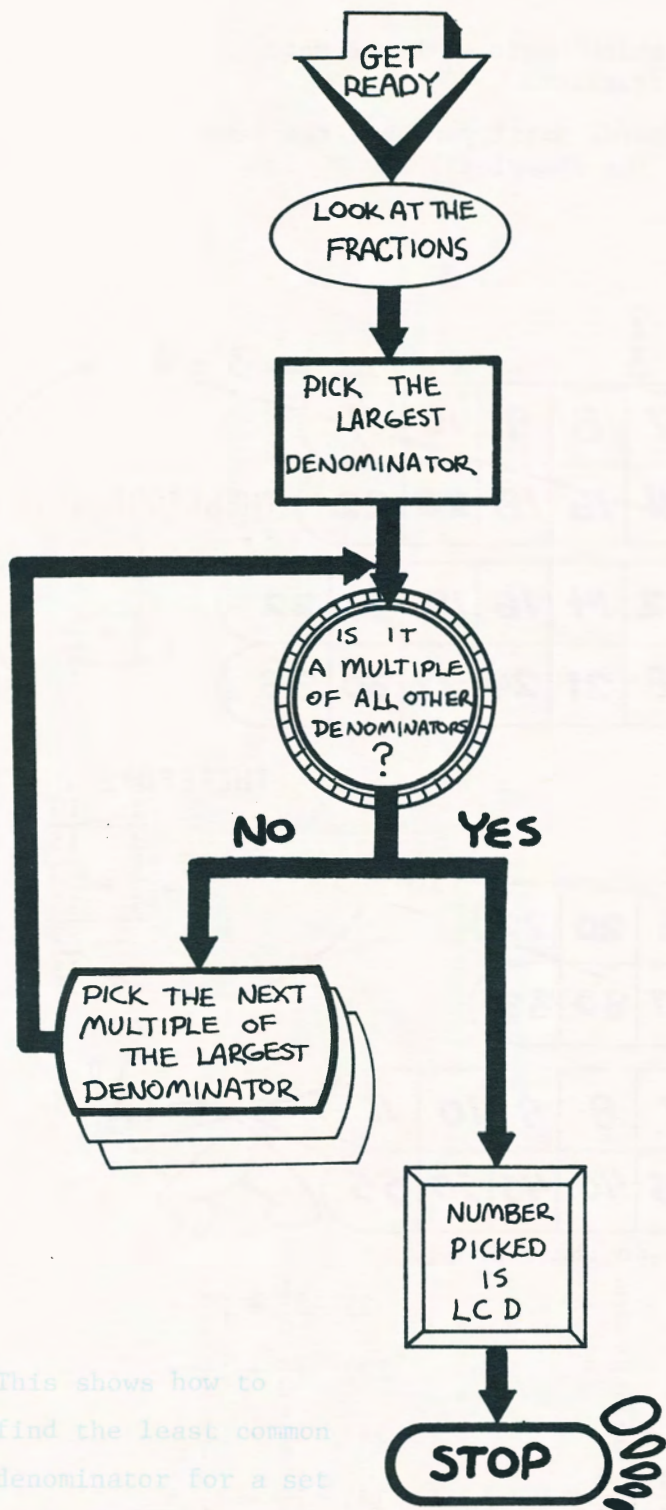 GET
READY
LOOK AT THE
FRACTIONS
PICK THE
LARGEST
DENOMINATOR
IS IT
A MULTIPLE
OF ALL OTHER
DENOMINATORS
?
NO
YES
PICK THE NEXT
MULTIPLE OF
THE LARGEST
DENOMINATOR
NUMBER
PICKED
IS
LCD
This shows how to
find the least common
denominator for a set
STOP